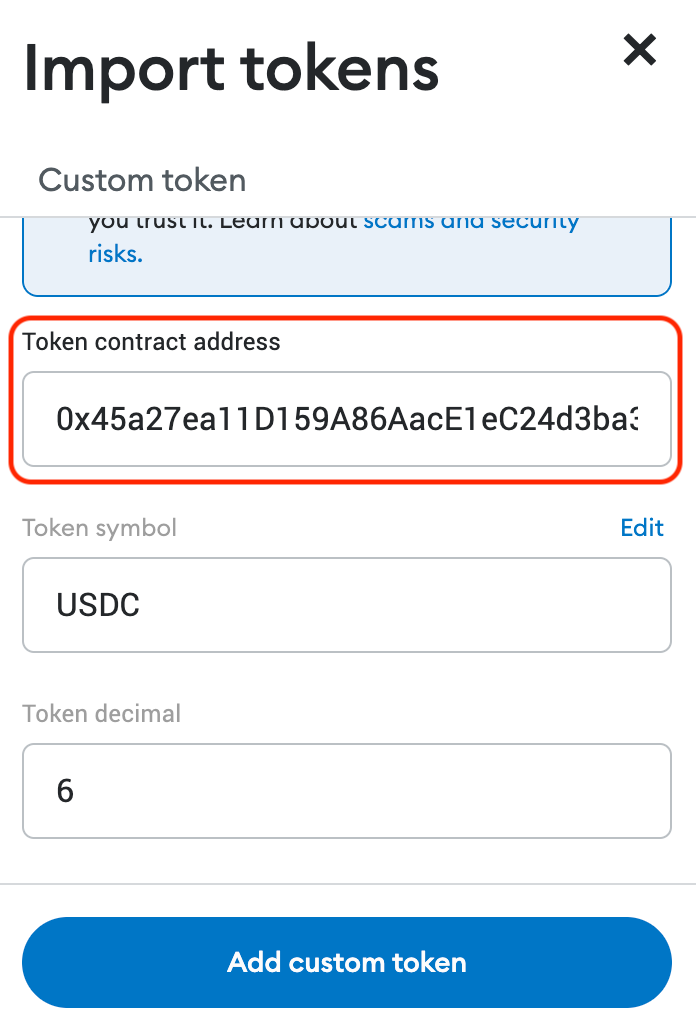 Import tokens
Custom token
you trust it. Learn about scams and security
risks.
Token contract address
0x45a27ea11D159A86AacE1eC24d3ba3
Token symbol
Edit
USDC
Token decimal
6
Add custom token